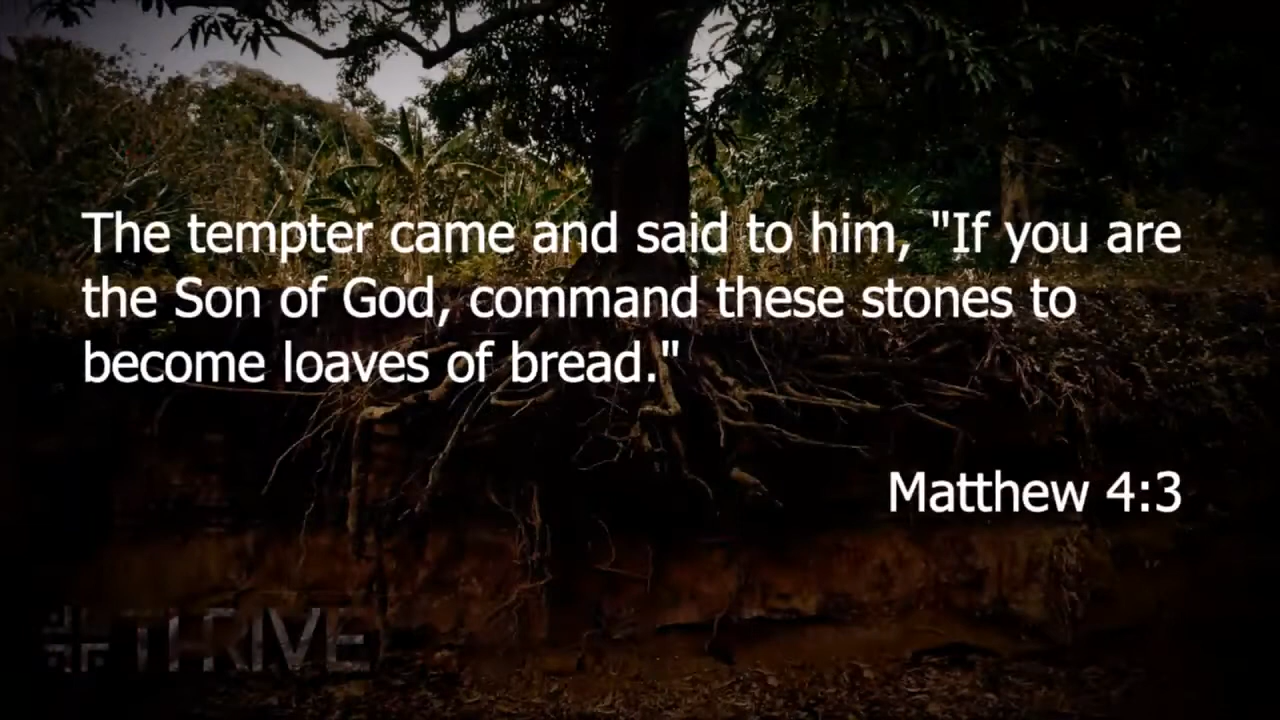 The tempter came and said to him, "If you are
the Son of God, command these stones to
become loaves of bread."
Matthew 4:3
THRIVE